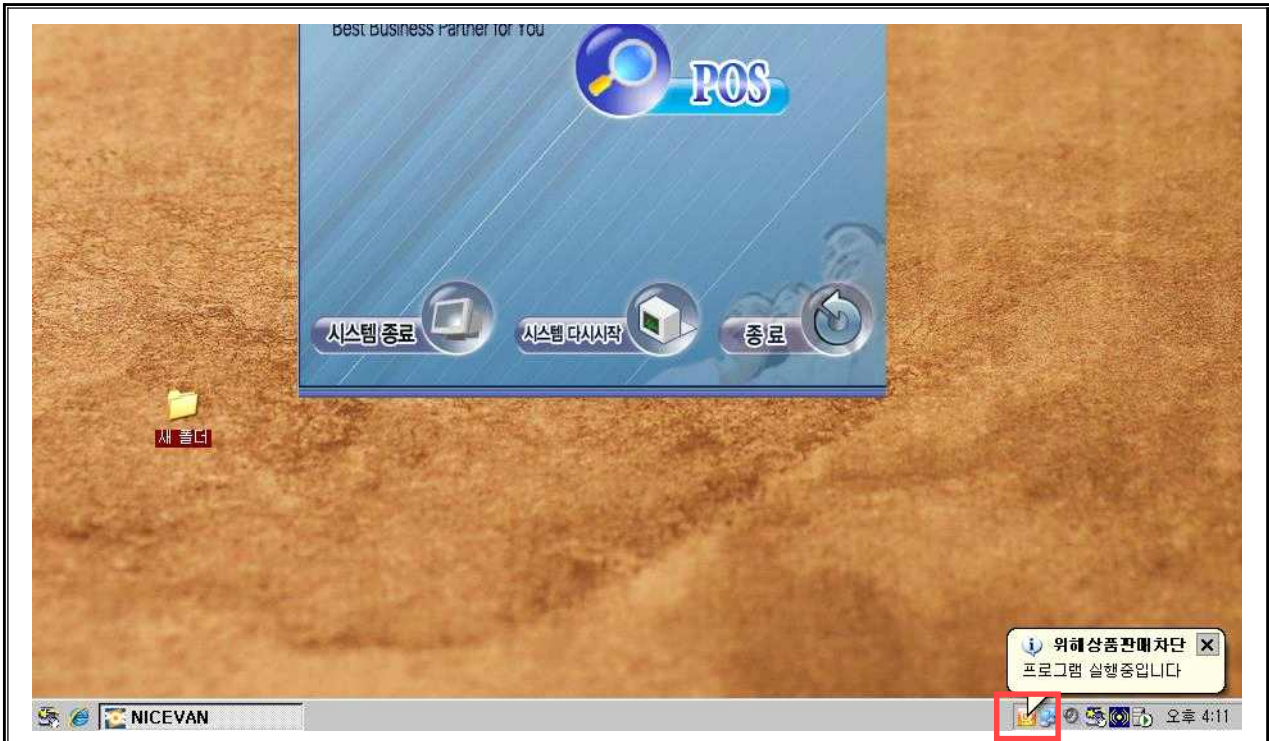 Best Business Partner for You
POS
시스템 종료
시스템 다시시작
종료
새 폴더
위해상품판매차단
프로그램 실행중입니다
NICEVAN
오후 4:11